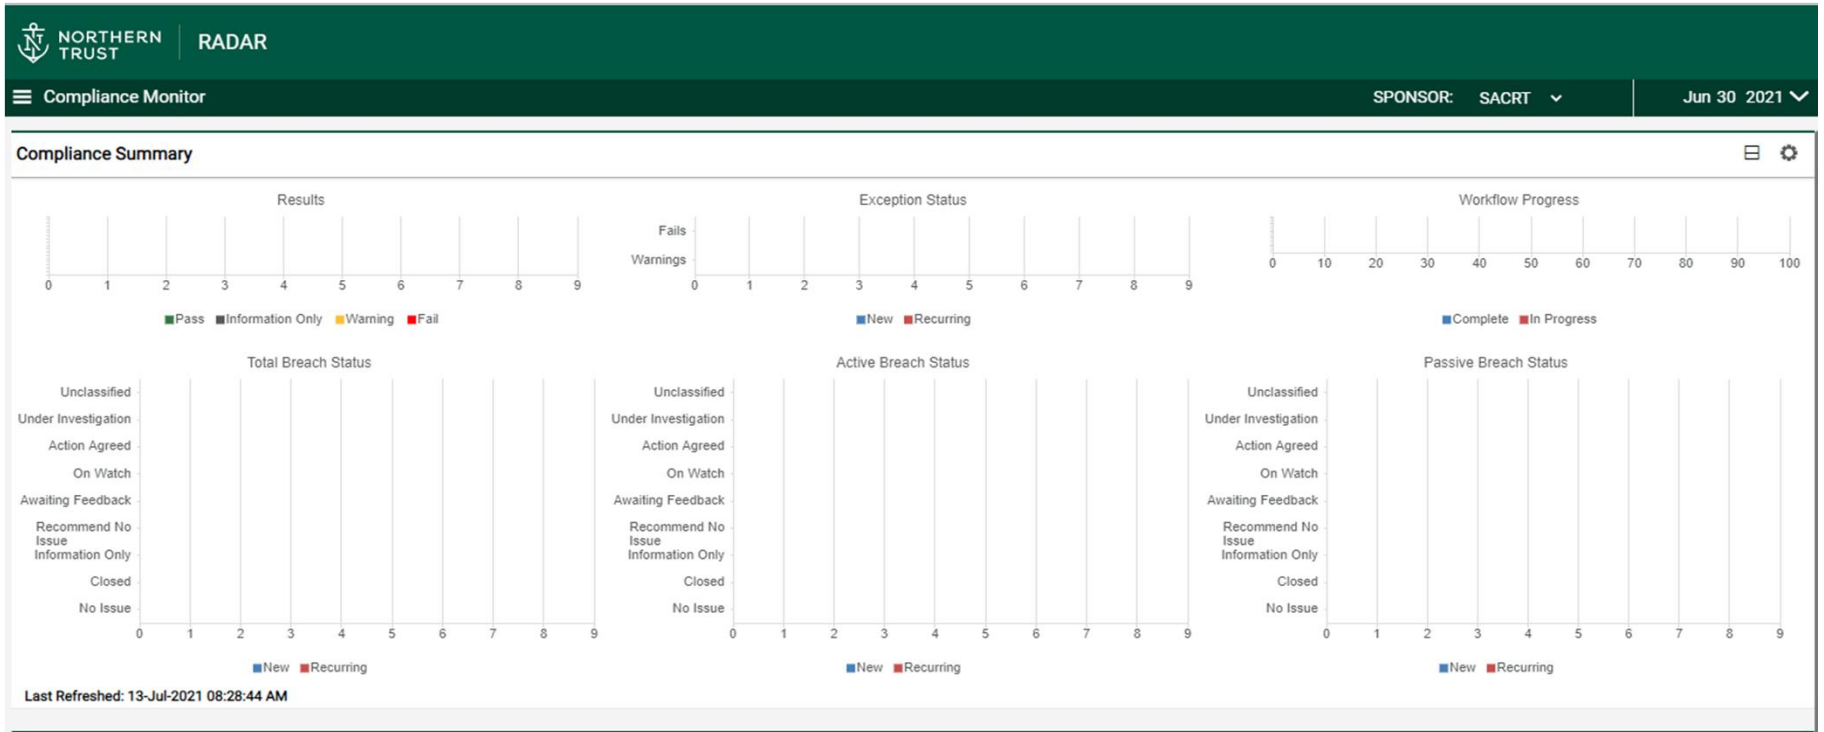 NORTHERN
TRUST
RADAR
Compliance Monitor
SPONSOR: SACRT
Jun 30 2021
Compliance Summary
Results
0 1 2 3 4 5 6 7 8 9
Pass Information Only Warning Fail
Exception Status
Fails
Warnings
0 1 2 3 4 5 6 7 8 9
New Recurring
Workflow Progress
0 10 20 30 40 50 60 70 80 90 100
Complete In Progress
Total Breach Status
Unclassified
Under Investigation
Action Agreed
On Watch
Awaiting Feedback
Recommend No
Issue
Information Only
Closed
No Issue
0 1 2 3 4 5 6 7 8 9
New Recurring
Active Breach Status
Unclassified
Under Investigation
Action Agreed
On Watch
Awaiting Feedback
Recommend No
Issue
Information Only
Closed
No Issue
0 1 2 3 4 5 6 7 8 9
New Recurring
Passive Breach Status
Unclassified
Under Investigation
Action Agreed
On Watch
Awaiting Feedback
Recommend No
Issue
Information Only
Closed
No Issue
0 1 2 3 4 5 6 7 8 9
New Recurring
Last Refreshed: 13-Jul-2021 08:28:44 AM